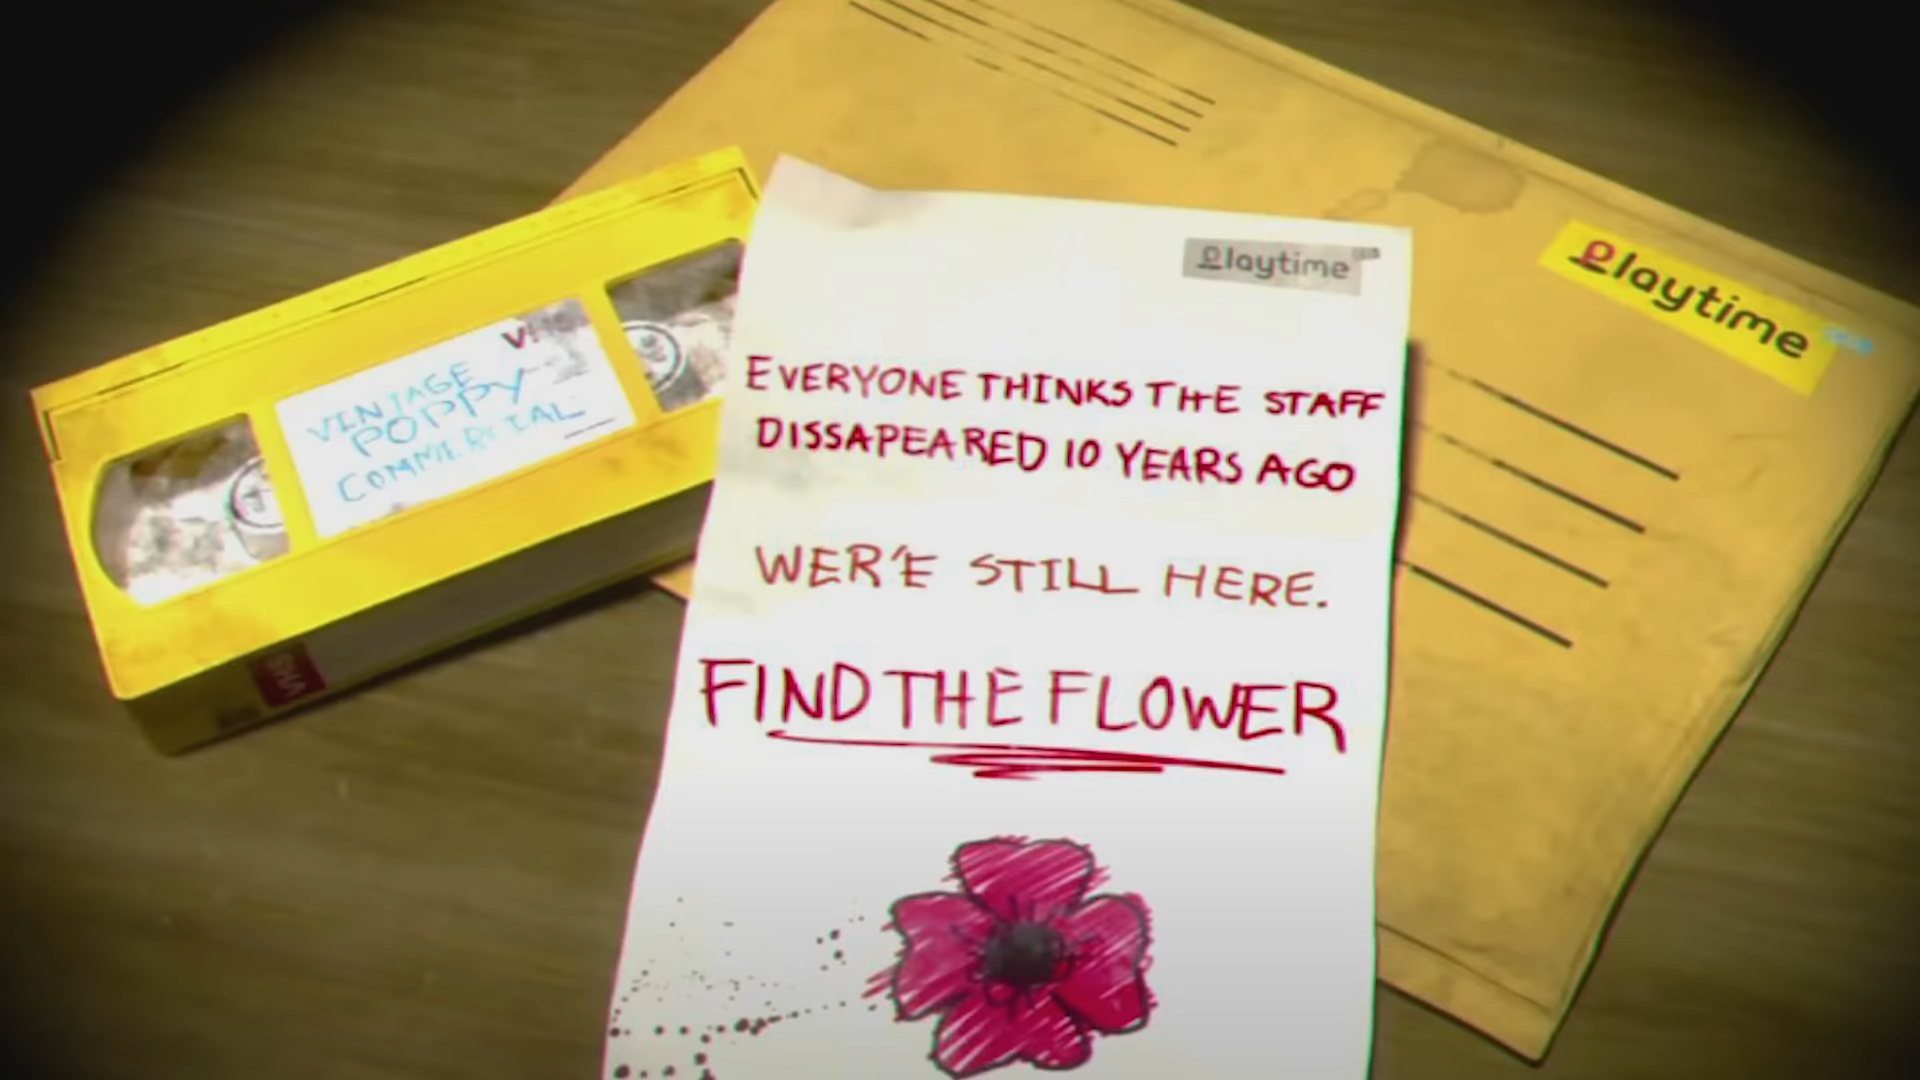 VINTAGE
POPPY
COMMERCIAL
Playtime
EVERYONE THINKS THE STAFF
DISSAPEARED 10 YEARS AGO
WER'E STILL HERE.
FIND THE FLOWER
Playtime